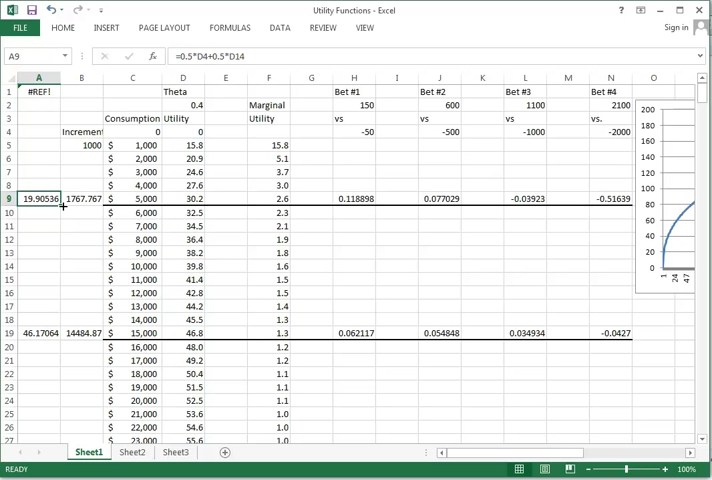 Utility Functions - Excel
? 
FILE HOME INSERT PAGE LAYOUT FORMULAS DATA REVIEW VIEW Sign in
A9 fx =0.5*D4+0.5*D14
A B C D E F G H I J K L M N O
1 #REF! Theta Bet #1 Bet #2 Bet #3 Bet #4
2 0.4 Marginal 150 600 1100 2100
3 Consumption Utility Utility vs vs vs vs.
4 Increment 0 0 -50 -500 -1000 -2000
5 1000 $ 1,000 15.8 15.8
6 $ 2,000 20.9 5.1
7 $ 3,000 24.6 3.7
8 $ 4,000 27.6 3.0
9 19.90536 1767.767 $ 5,000 30.2 2.6 0.118898 0.077029 -0.03923 -0.51639
10 $ 6,000 32.5 2.3
11 $ 7,000 34.5 2.1
12 $ 8,000 36.4 1.9
13 $ 9,000 38.2 1.8
14 $ 10,000 39.8 1.6
15 $ 11,000 41.4 1.5
16 $ 12,000 42.8 1.5
17 $ 13,000 44.2 1.4
18 $ 14,000 45.5 1.3
19 46.17064 14484.87 $ 15,000 46.8 1.3 0.062117 0.054848 0.034934 -0.0427
20 $ 16,000 48.0 1.2
21 $ 17,000 49.2 1.2
22 $ 18,000 50.4 1.1
23 $ 19,000 51.5 1.1
24 $ 20,000 52.5 1.1
25 $ 21,000 53.6 1.0
26 $ 22,000 54.6 1.0
27 $ 23,000 55.6 1.0
200
180
160
140
120
100
80
60
40
20
0
1 24 47
Sheet1 Sheet2 Sheet3
READY 100%